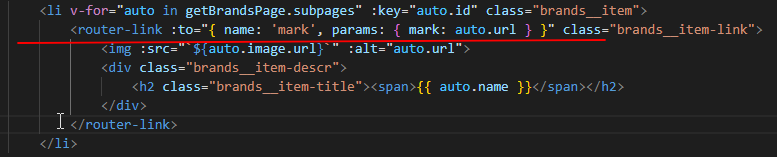 <li v-for="auto in getBrandsPage.subpages" :key="auto.id" class="brands__item">
<router-link :to="{ name: 'mark', params: { mark: auto.url } }" class="brands__item-link">
<img :src="`${auto.image.url}`" :alt="auto.url">
<div class="brands__item-descr">
<h2 class="brands__item-title"><span>{{ auto.name }}</span></h2>
</div>
</router-link>
</li>